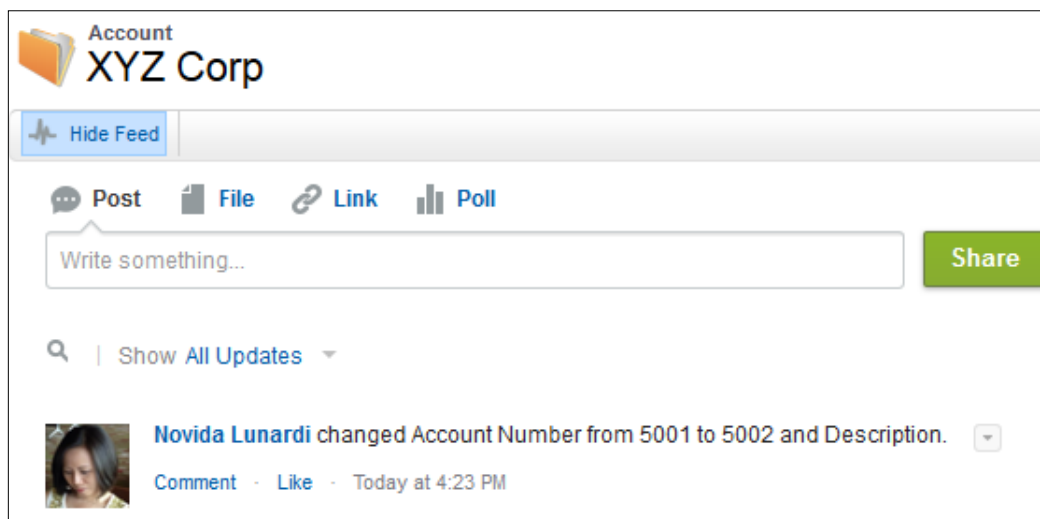 Account
XYZ Corp
Hide Feed
Post File Link Poll
Write something...
Share
| Show All Updates
Novida Lunardi changed Account Number from 5001 to 5002 and Description.
Comment · Like · Today at 4:23 PM